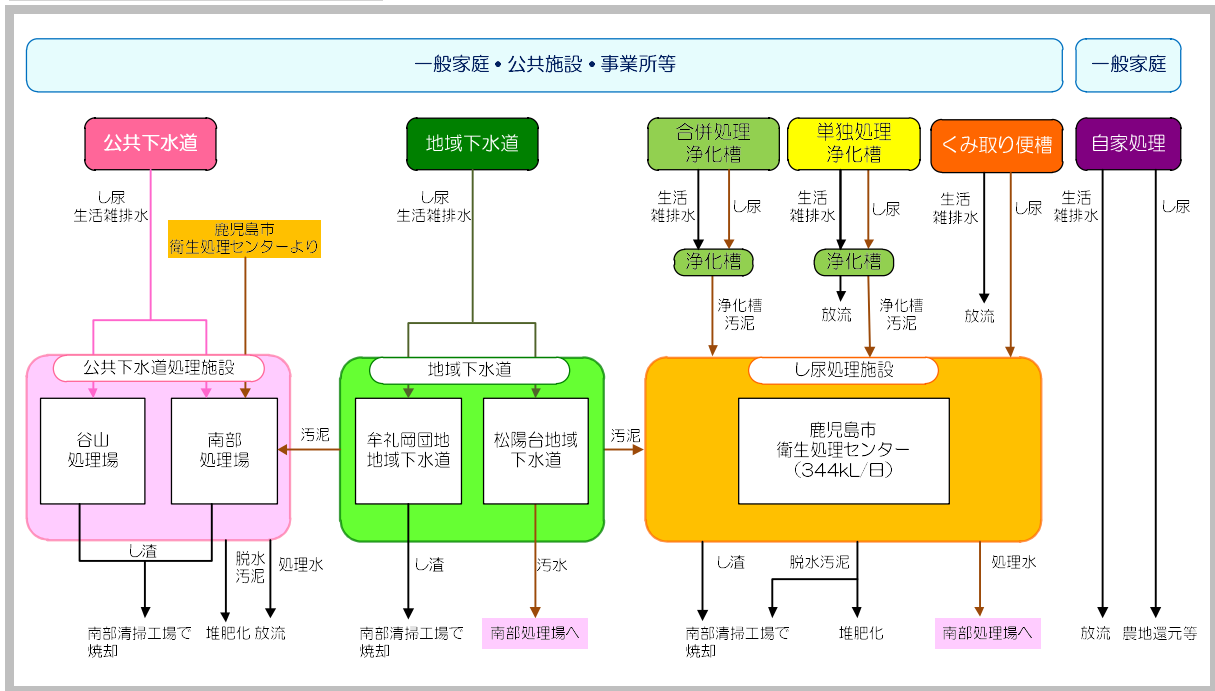 一般家庭・公共施設・事業所等
一般家庭
公共下水道
地域下水道
合併処理
浄化槽
単独処理
浄化槽
くみ取り便槽
自家処理
し尿
生活雑排水
鹿児島市
衛生処理センターより
し尿
生活雑排水
生活
雑排水
し尿
生活
雑排水
し尿
生活
雑排水
し尿
生活
雑排水
し尿
浄化槽
浄化槽
浄化槽
汚泥
放流
浄化槽
汚泥
放流
公共下水道処理施設
地域下水道
し尿処理施設
谷山
処理場
南部
処理場
汚泥
牟礼岡団地
地域下水道
松陽台地域
下水道
汚泥
鹿児島市
衛生処理センター
(344kL/日)
し渣
脱水
汚泥
処理水
し渣
汚水
し渣
脱水汚泥
処理水
南部清掃工場で
焼却
堆肥化
放流
南部清掃工場で
焼却
南部処理場へ
南部清掃工場で
焼却
堆肥化
南部処理場へ
放流
農地還元等